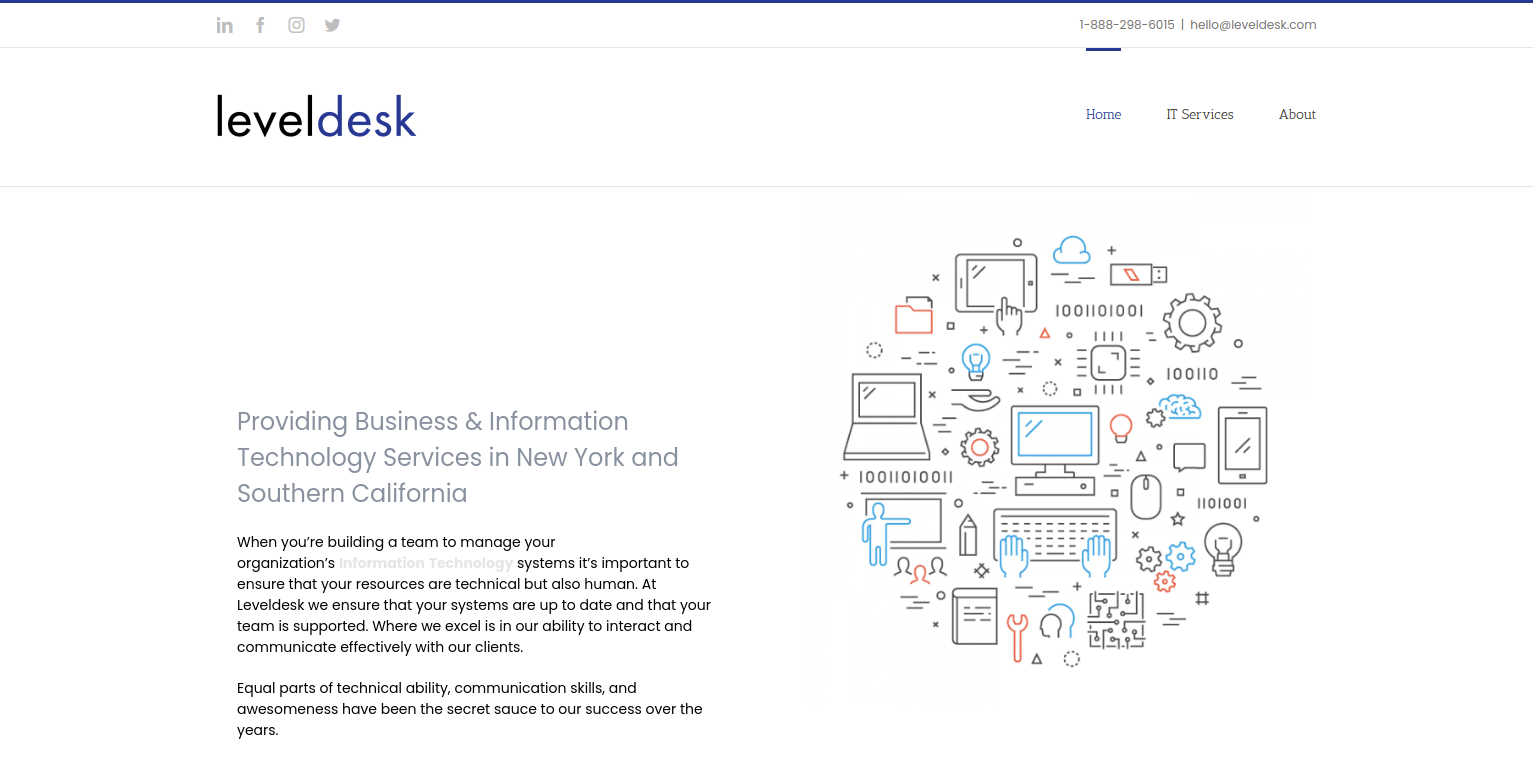 1-888-298-6015 | hello@leveldesk.com
leveldesk
Home
IT Services
About
1001101001
100110
10011010011
1101001
Providing Business & Information
Technology Services in New York and
Southern California
When you’re building a team to manage your
organization’s Information Technology systems it’s important to
ensure that your resources are technical but also human. At
Leveldesk we ensure that your systems are up to date and that your
team is supported. Where we excel is in our ability to interact and
communicate effectively with our clients.
Equal parts of technical ability, communication skills, and
awesomeness have been the secret sauce to our success over the
years.